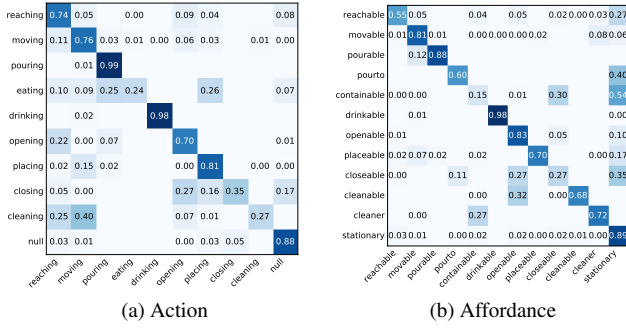 reaching 0.74 0.05 0.00 0.09 0.04 0.08
moving 0.11 0.76 0.03 0.01 0.00 0.06 0.03 0.01 0.00
pouring 0.01 0.99
eating 0.10 0.09 0.25 0.24 0.26 0.07
drinking 0.02 0.98
opening 0.22 0.00 0.07 0.70 0.01
placing 0.02 0.15 0.02 0.00 0.81 0.00 0.00
closing 0.05 0.00 0.27 0.16 0.35 0.17
cleaning 0.25 0.40 0.07 0.01 0.27
null 0.03 0.01 0.00 0.03 0.05 0.88
reaching moving pouring eating drinking opening placing closing cleaning null
(a) Action
reachable 0.55 0.05 0.04 0.05 0.02 0.00 0.03 0.27
movable 0.01 0.81 0.01 0.00 0.00 0.00 0.02 0.08 0.06
pourable 0.12 0.88
pourto 0.60 0.40
containable 0.00 0.00 0.15 0.01 0.30 0.54
drinkable 0.01 0.98 0.00
openable 0.01 0.83 0.05 0.10
placeable 0.02 0.07 0.02 0.02 0.70 0.00 0.17
closeable 0.00 0.11 0.27 0.27 0.35
cleanable 0.00 0.32 0.00 0.68
cleaner 0.00 0.27 0.72 0.00
stationary 0.03 0.01 0.00 0.02 0.02 0.01 0.02 0.01 0.00 0.89
reachable movable pourable pourto containable drinkable openable placeable closeable cleanable cleaner stationary
(b) Affordance